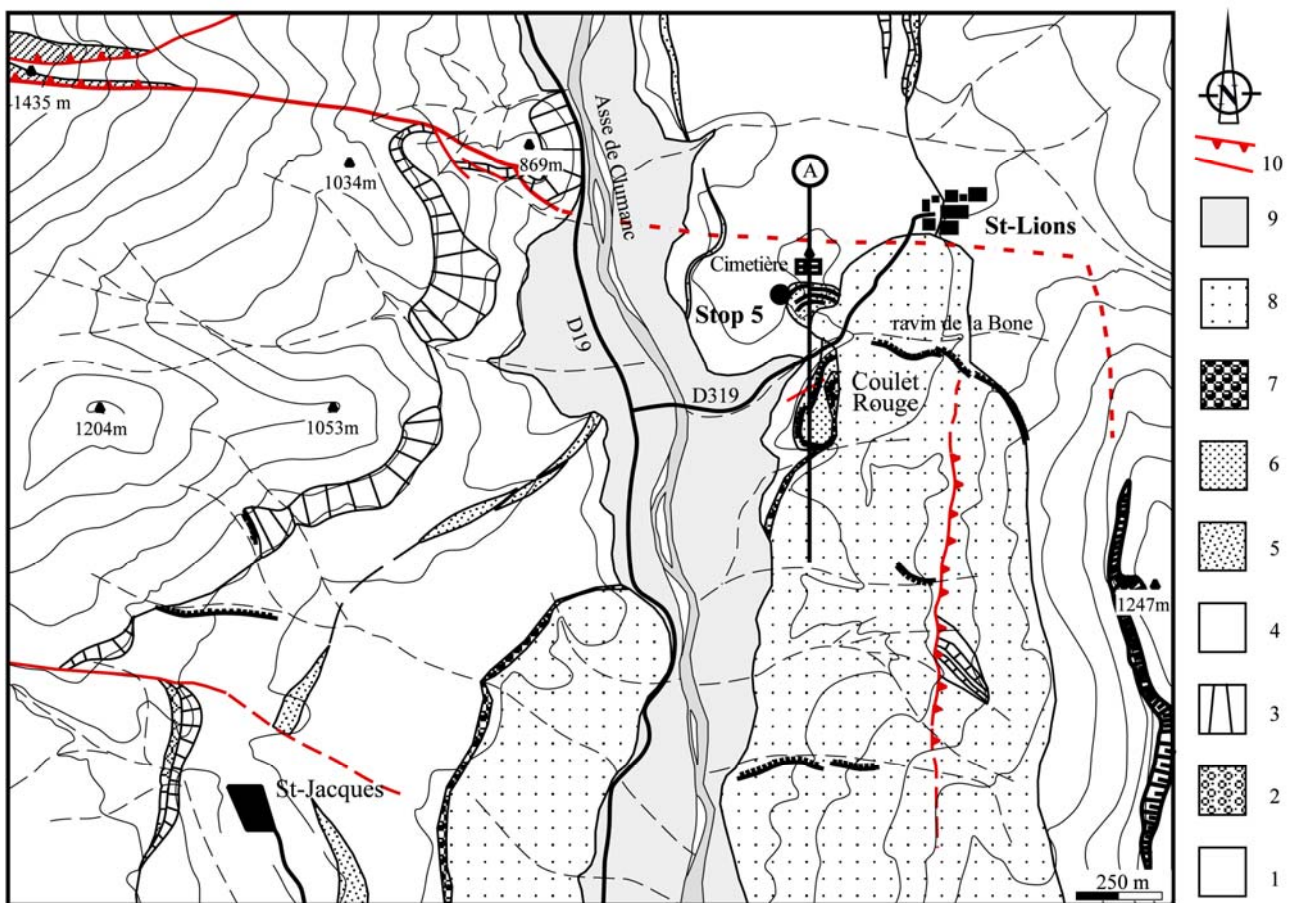 N
1435 m
869m
1034m
Asse de Clumanc
A
St-Lions
10
9
Cimetière
Stop 5
D19
ravin de la Bone
8
D319
Coulet
Rouge
7
1204m
1053m
6
1247m
5
4
3
St-Jacques
2
250 m
1